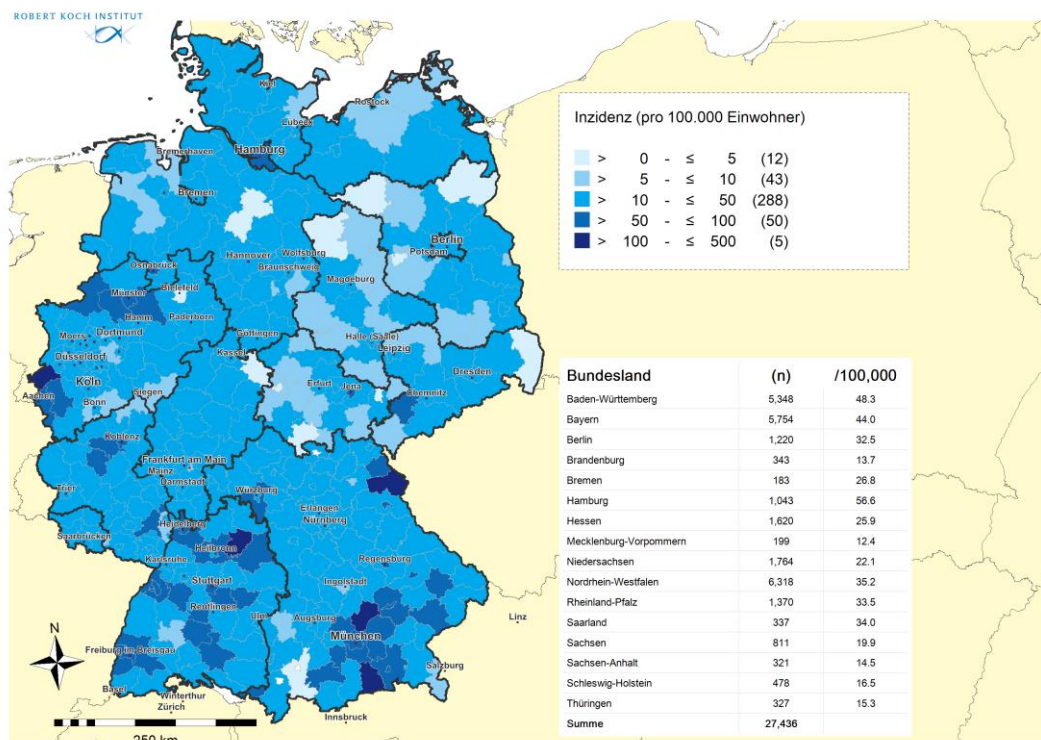 ROBERT KOCH INSTITUT
Kiel
Rostock
Lübeck
Bremerhaven
Hamburg
Bremen
Berlin
Potsdam
Hannover
Wolfsburg
Braunschweig
Magdeburg
Osnabrück
Münster
Bielefeld
Hamm
Paderborn
Moers
Dortmund
Göttingen
Halle (Saale)
Leipzig
Düsseldorf
Kassel
Köln
Erfurt
Jena
Dresden
Aachen
Bonn
Siegen
Chemnitz
Koblenz
Frankfurt am Main
Mainz
Darmstadt
Trier
Würzburg
Erlangen
Nürnberg
Heidelberg
Saarbrücken
Heilbronn
Karlsruhe
Regensburg
Stuttgart
Ingolstadt
Reutlingen
Ulm
Augsburg
Linz
München
Freiburg im Breisgau
Salzburg
Basel
Winterthur
Zürich
Innsbruck
N
250 km
Inzidenz (pro 100.000 Einwohner)
> 0 - ≤ 5 (12)
> 5 - ≤ 10 (43)
> 10 - ≤ 50 (288)
> 50 - ≤ 100 (50)
> 100 - ≤ 500 (5)
Bundesland (n) /100,000
Baden-Württemberg 5,348 48.3
Bayern 5,754 44.0
Berlin 1,220 32.5
Brandenburg 343 13.7
Bremen 183 26.8
Hamburg 1,043 56.6
Hessen 1,620 25.9
Mecklenburg-Vorpommern 199 12.4
Niedersachsen 1,764 22.1
Nordrhein-Westfalen 6,318 35.2
Rheinland-Pfalz 1,370 33.5
Saarland 337 34.0
Sachsen 811 19.9
Sachsen-Anhalt 321 14.5
Schleswig-Holstein 478 16.5
Thüringen 327 15.3
Summe 27,436